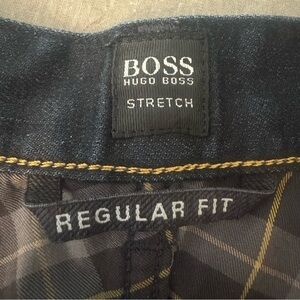 BOSS
HUGO BOSS
STRETCH
REGULAR FIT